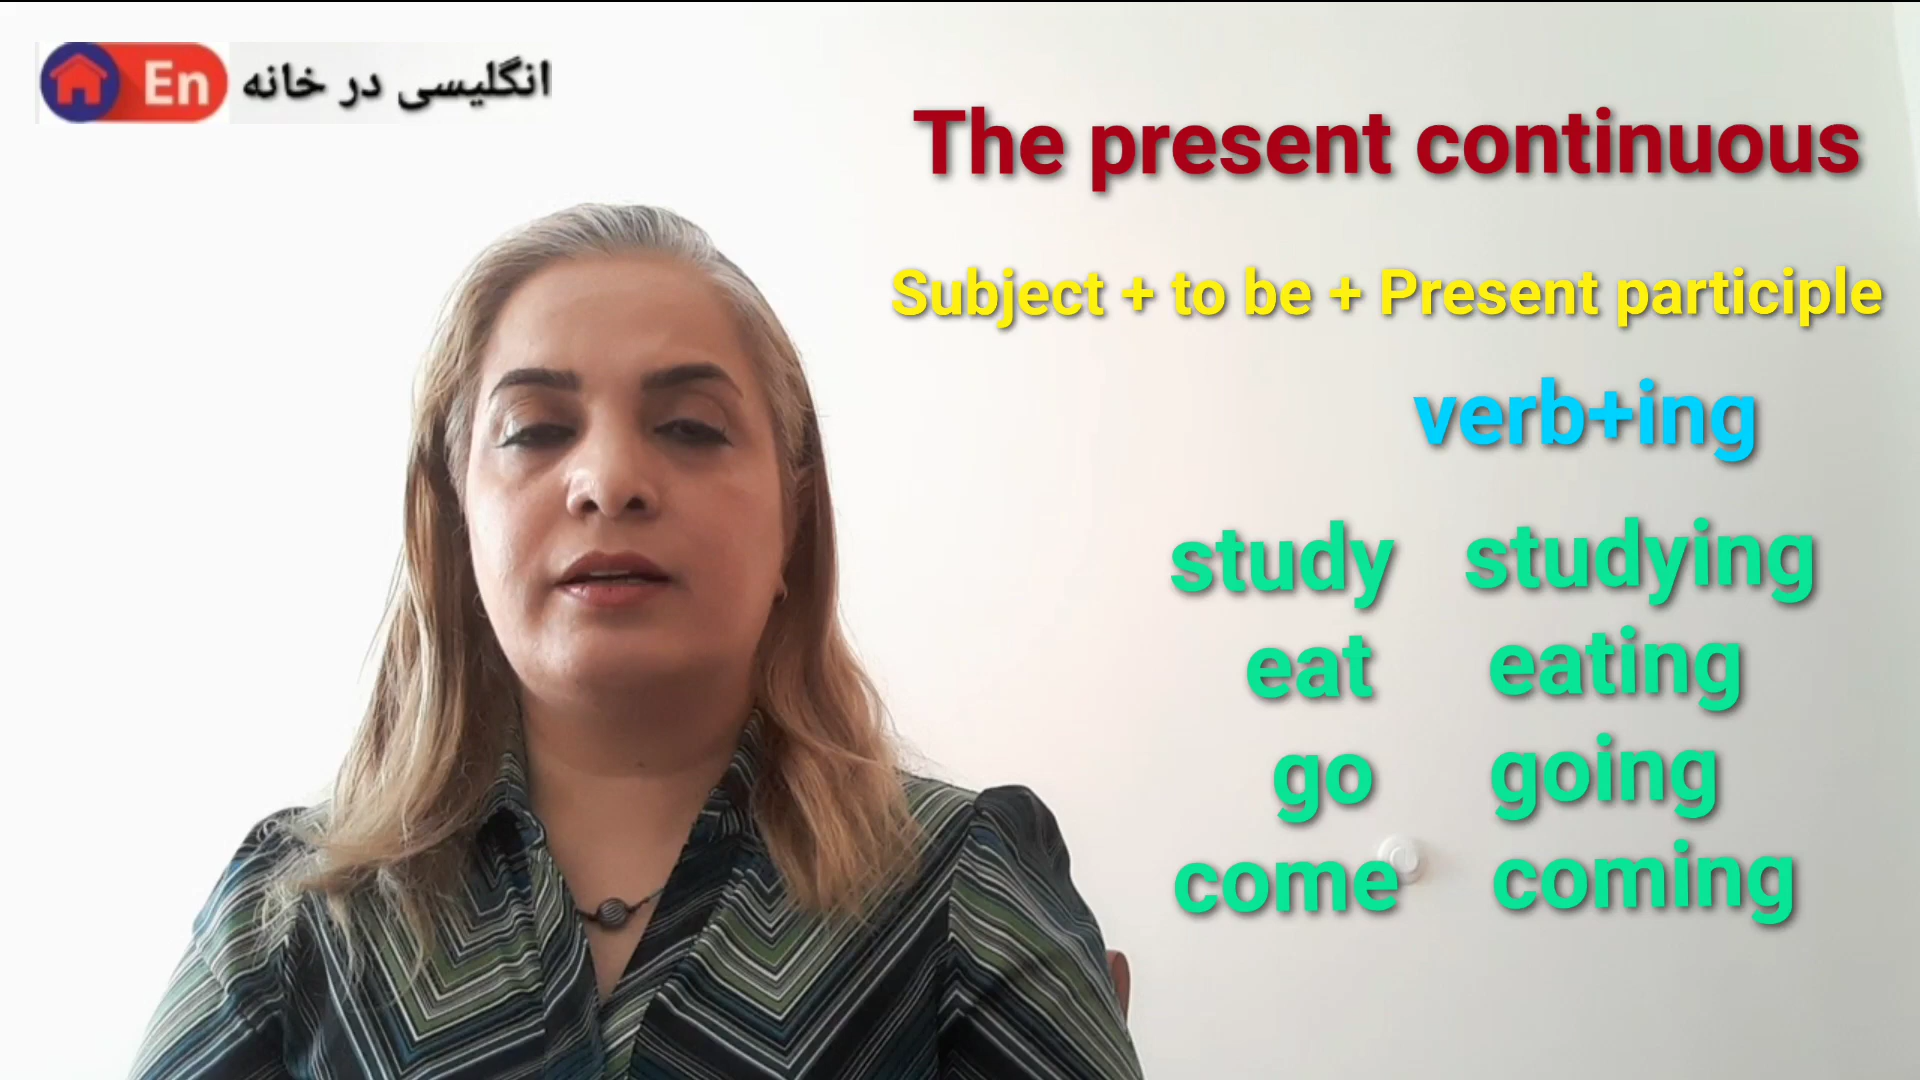 En انگلیسی در خانه
The present continuous
Subject + to be + Present participle
verb+ing
study studying
eat eating
go going
come coming